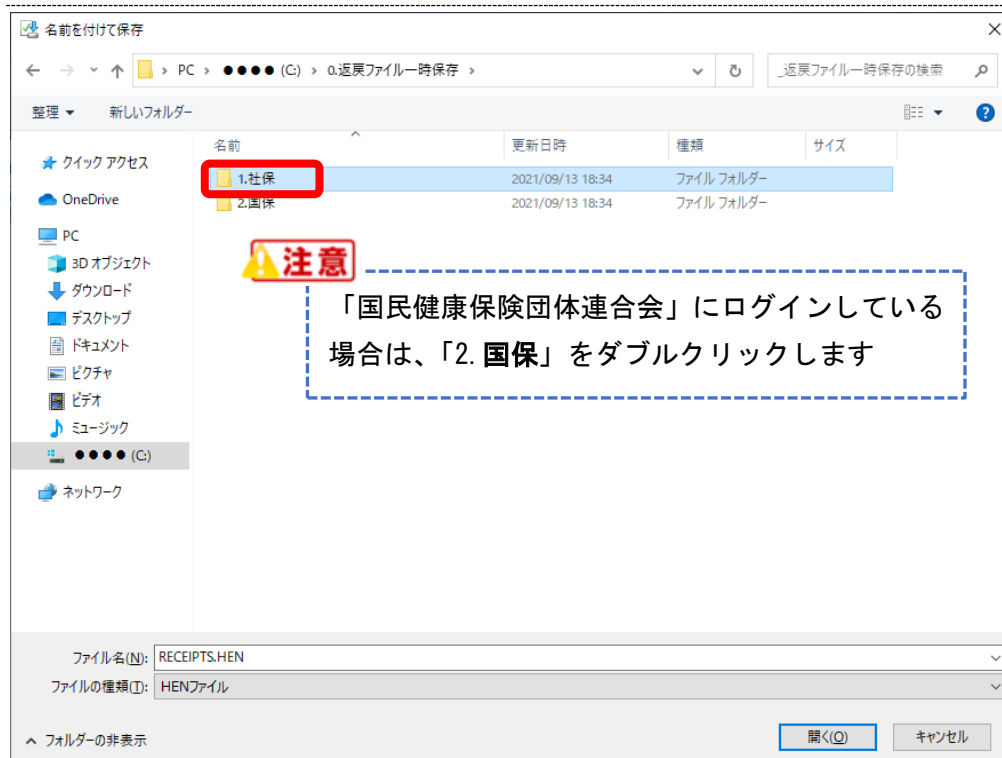 名前を付けて保存
PC > ●●●● (C:) > 0.返戻ファイル一時保存 >
_返戻ファイル一時保存の検索
整理 新しいフォルダー
名前 更新日時 種類 サイズ
1.社保 2021/09/13 18:34 ファイル フォルダー
2.国保 2021/09/13 18:34 ファイル フォルダー
クイック アクセス
OneDrive
PC
3D オブジェクト
ダウンロード
デスクトップ
ドキュメント
ピクチャ
ビデオ
ミュージック
●●●● (C:)
ネットワーク
注意
「国民健康保険団体連合会」にログインしている
場合は、「2.国保」をダブルクリックします
ファイル名(N): RECEIPTS.HEN
ファイルの種類(T): HENファイル
フォルダーの非表示
開く(O) キャンセル